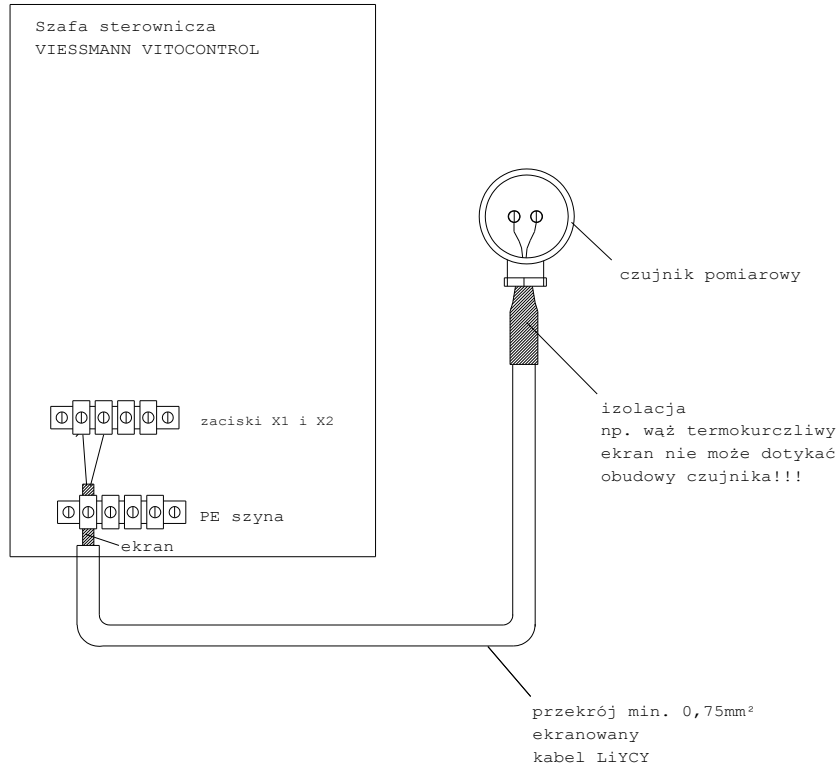 Szafa sterownicza
VIESSMANN VITOCONTROL
czujnik pomiarowy
izolacja
np. wąż termokurczliwy
ekran nie może dotykać
obudowy czujnika!!!
zaciski X1 i X2
PE szyna
ekran
przekrój min. 0,75mm²
ekranowany
kabel LiYCY